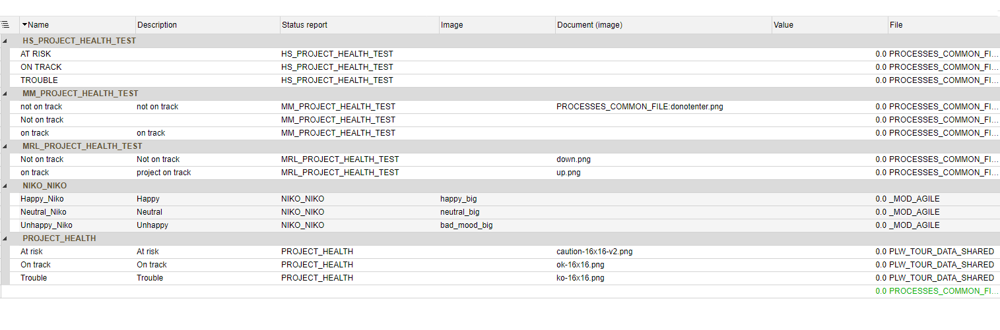 Name Description Status report Image Document (image) Value File
HS_PROJECT_HEALTH_TEST
AT RISK HS_PROJECT_HEALTH_TEST 0.0 PROCESSES_COMMON_FI...
ON TRACK HS_PROJECT_HEALTH_TEST 0.0 PROCESSES_COMMON_FI...
TROUBLE HS_PROJECT_HEALTH_TEST 0.0 PROCESSES_COMMON_FI...
MM_PROJECT_HEALTH_TEST
not on track not on track MM_PROJECT_HEALTH_TEST PROCESSES_COMMON_FILE:donotenter.png 0.0 PROCESSES_COMMON_FI...
Not on track MM_PROJECT_HEALTH_TEST 0.0 PROCESSES_COMMON_FI...
on track on track MM_PROJECT_HEALTH_TEST 0.0 PROCESSES_COMMON_FI...
MRL_PROJECT_HEALTH_TEST
Not on track Not on track MRL_PROJECT_HEALTH_TEST down.png 0.0 PROCESSES_COMMON_FI...
on track project on track MRL_PROJECT_HEALTH_TEST up.png 0.0 PROCESSES_COMMON_FI...
NIKO_NIKO
Happy_Niko Happy NIKO_NIKO happy_big 0.0 _MOD_AGILE
Neutral_Niko Neutral NIKO_NIKO neutral_big 0.0 _MOD_AGILE
Unhappy_Niko Unhappy NIKO_NIKO bad_mood_big 0.0 _MOD_AGILE
PROJECT_HEALTH
At risk At risk PROJECT_HEALTH caution-16x16-v2.png 0.0 PLW_TOUR_DATA_SHARED
On track On track PROJECT_HEALTH ok-16x16.png 0.0 PLW_TOUR_DATA_SHARED
Trouble Trouble PROJECT_HEALTH ko-16x16.png 0.0 PLW_TOUR_DATA_SHARED
0.0 PROCESSES_COMMON_FI...